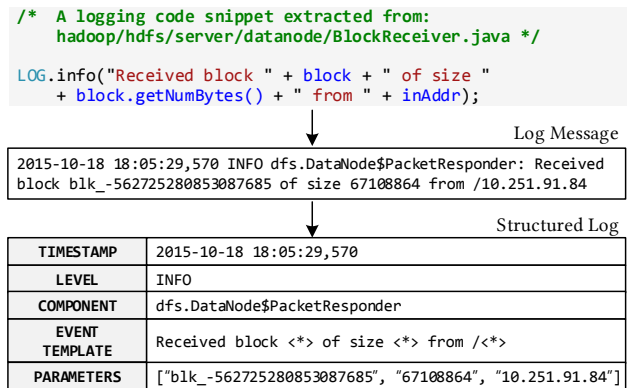 /*  A logging code snippet extracted from:
hadoop/hdfs/server/datanode/BlockReceiver.java */
LOG.info("Received block " + block + " of size "
+ block.getNumBytes() + " from " + inAddr);
Log Message
2015-10-18 18:05:29,570 INFO dfs.DataNode$PacketResponder: Received
block blk_-562725280853087685 of size 67108864 from /10.251.91.84
Structured Log
TIMESTAMP 2015-10-18 18:05:29,570
LEVEL INFO
COMPONENT dfs.DataNode$PacketResponder
EVENT
TEMPLATE Received block <*> of size <*> from /<*>
PARAMETERS ["blk_-562725280853087685", "67108864", "10.251.91.84"]